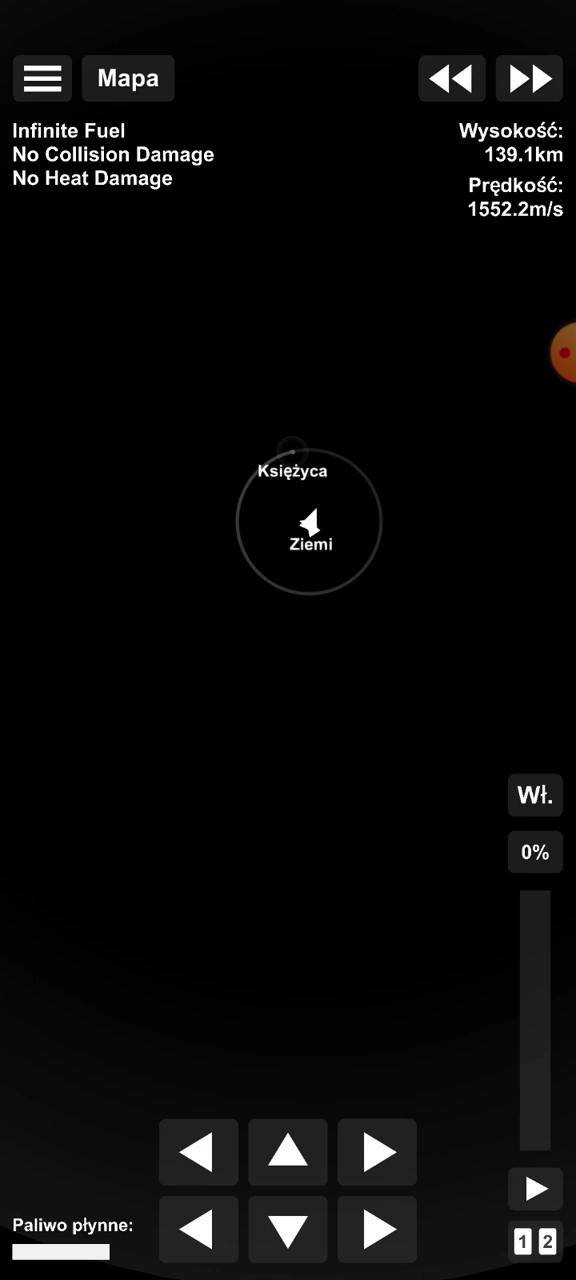 Mapa
Infinite Fuel
No Collision Damage
No Heat Damage
Wysokość:
139.1km
Prędkość:
1552.2m/s
Księżyca
Ziemi
Wł.
0%
Paliwo płynne:
1 2